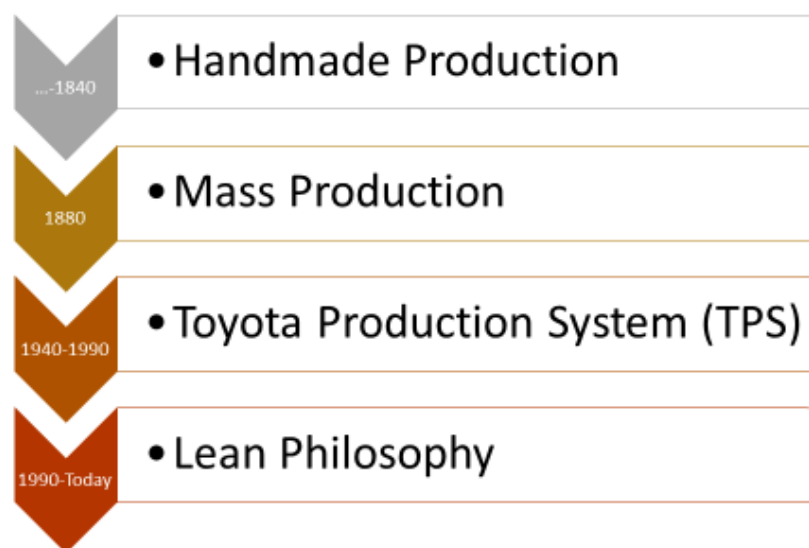 ...-1840
• Handmade Production
1880
• Mass Production
1940-1990
• Toyota Production System (TPS)
1990-Today
• Lean Philosophy